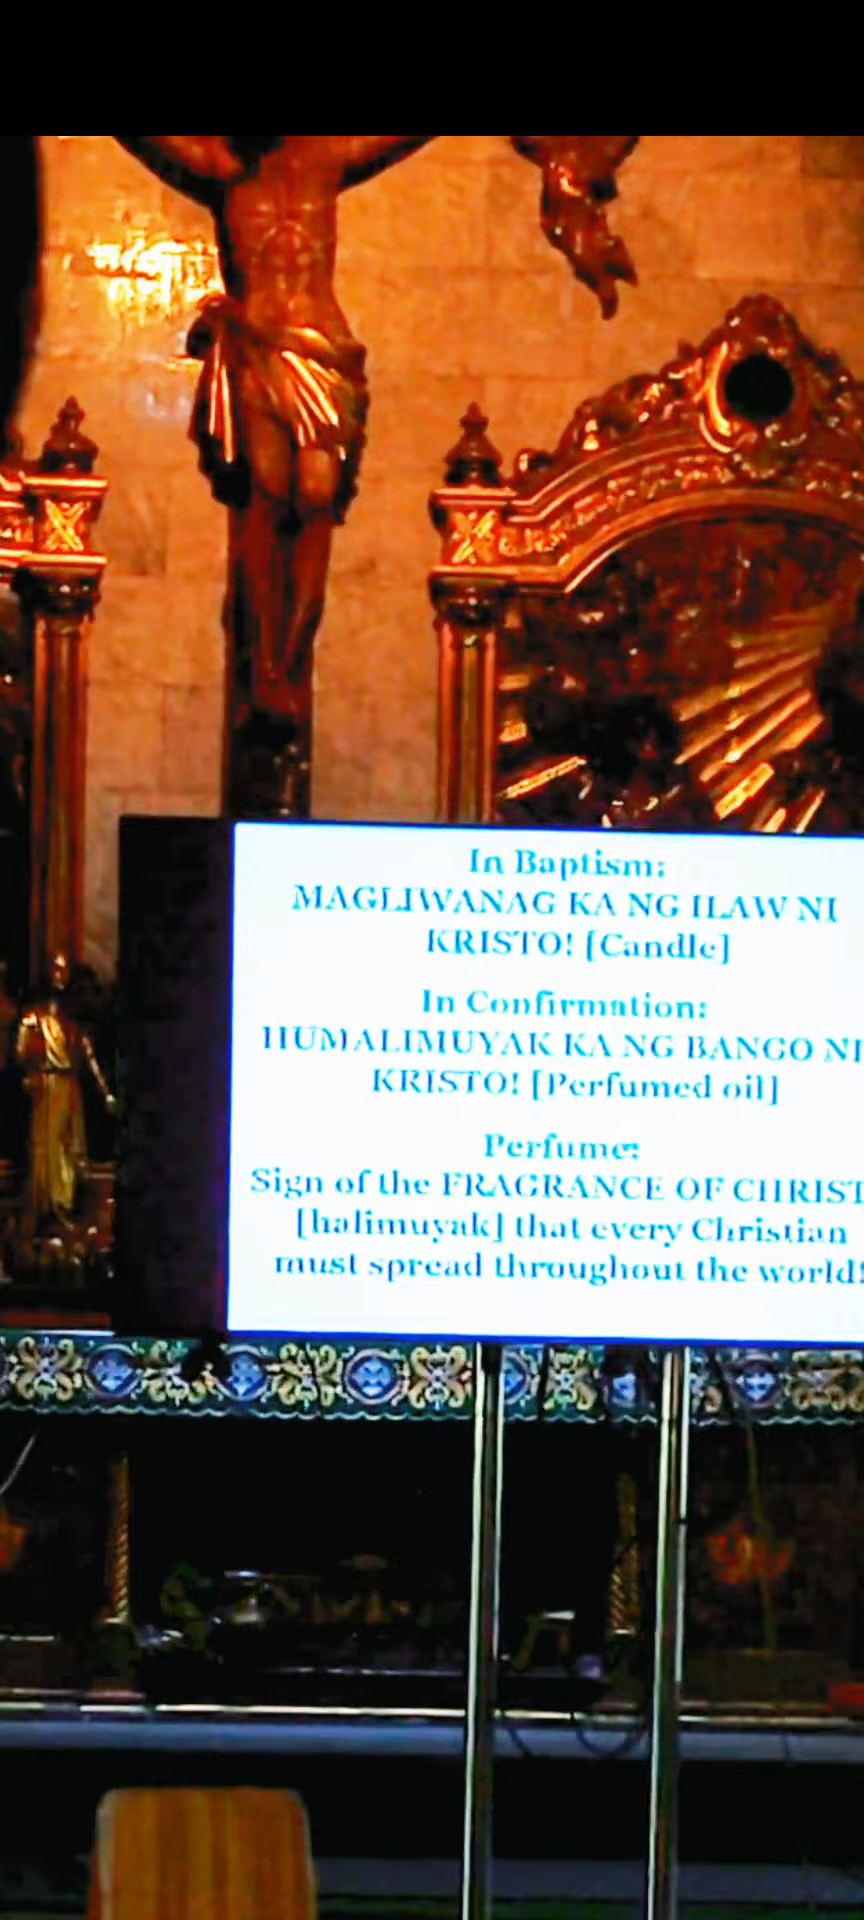 In Baptism:
MAGLIWANAG KA NG ILAW NI
KRISTO! [Candle]
In Confirmation:
HUMALIMUYAK KA NG BANGO NI
KRISTO! [Perfumed oil]
Perfume:
Sign of the FRAGRANCE OF CHRIST
[halimuyak] that every Christian
must spread throughout the world!